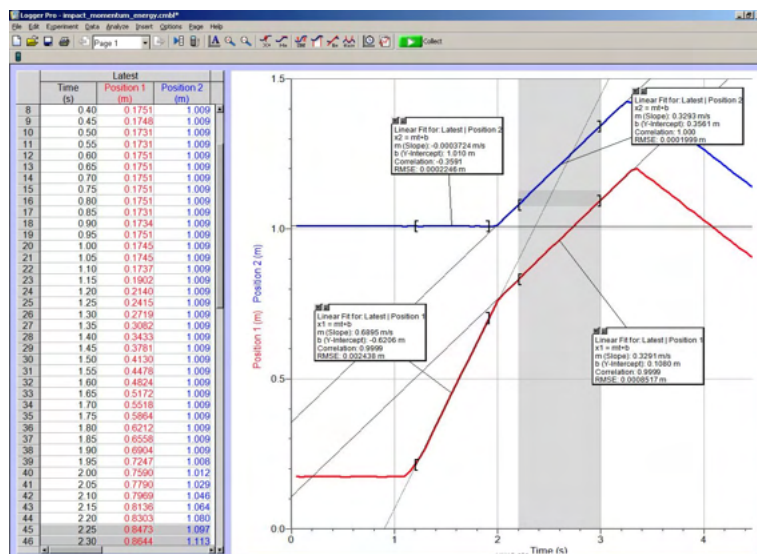 Logger Pro - impact_momentum_energy.cmbl*
File Edit Experiment Data Analyze Insert Options Page Help
Page 1
Collect
Latest
Time Position 1 Position 2
(s) (m) (m)
8 0.40 0.1751 1.009
9 0.45 0.1748 1.009
10 0.50 0.1731 1.009
11 0.55 0.1731 1.009
12 0.60 0.1751 1.009
13 0.65 0.1751 1.009
14 0.70 0.1751 1.009
15 0.75 0.1731 1.009
16 0.80 0.1751 1.009
17 0.85 0.1731 1.009
18 0.90 0.1734 1.009
19 0.95 0.1751 1.009
20 1.00 0.1745 1.009
21 1.05 0.1745 1.009
22 1.10 0.1737 1.009
23 1.15 0.1902 1.009
24 1.20 0.2140 1.009
25 1.25 0.2415 1.009
26 1.30 0.2719 1.009
27 1.35 0.3082 1.009
28 1.40 0.3433 1.009
29 1.45 0.3781 1.009
30 1.50 0.4130 1.009
31 1.55 0.4478 1.009
32 1.60 0.4824 1.009
33 1.65 0.5172 1.009
34 1.70 0.5518 1.009
35 1.75 0.5864 1.009
36 1.80 0.6212 1.009
37 1.85 0.6558 1.009
38 1.90 0.6904 1.009
39 1.95 0.7247 1.008
40 2.00 0.7590 1.012
41 2.05 0.7790 1.029
42 2.10 0.7969 1.046
43 2.15 0.8136 1.064
44 2.20 0.8303 1.080
45 2.25 0.8473 1.097
46 2.30 0.8644 1.113
Position 1 (m) Position 2 (m)
1.5
1.0
0.5
0.0
0
1
2
3
4
Time (s)
Linear Fit for: Latest | Position 2
x2 = mt+b
m (Slope): -0.0003724 m/s
b (Y-Intercept): 1.010 m
Correlation: -0.3591
RMSE: 0.0002246 m
Linear Fit for: Latest | Position 2
x2 = mt+b
m (Slope): 0.3293 m/s
b (Y-Intercept): 0.3561 m
Correlation: 1.000
RMSE: 0.0001999 m
Linear Fit for: Latest | Position 1
x1 = mt+b
m (Slope): 0.6895 m/s
b (Y-Intercept): -0.6206 m
Correlation: 0.9999
RMSE: 0.002438 m
Linear Fit for: Latest | Position 1
x1 = mt+b
m (Slope): 0.3291 m/s
b (Y-Intercept): 0.1080 m
Correlation: 0.9999
RMSE: 0.0008517 m